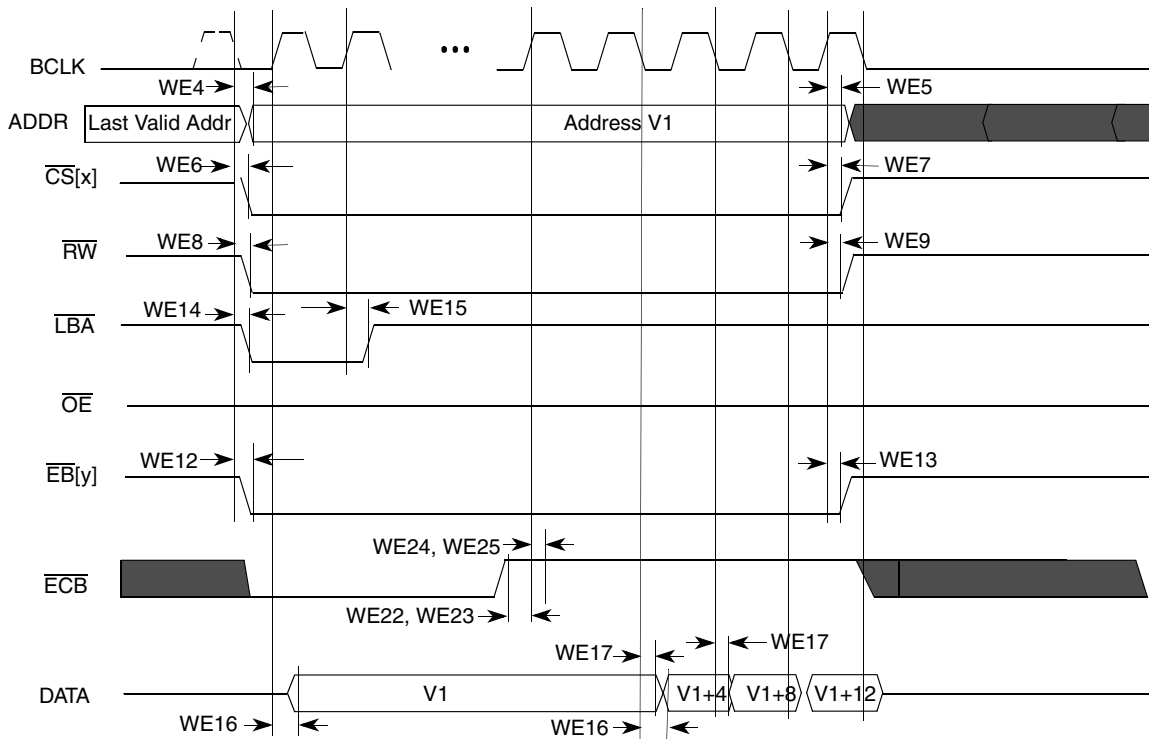 BCLK
•••
WE4
WE5
ADDR
Last Valid Addr
Address V1
WE6
WE7
CS[x]
WE8
WE9
RW
WE14
WE15
LBA
OE
WE12
WE13
EB[y]
WE24, WE25
ECB
WE22, WE23
WE17
WE17
DATA
V1
V1+4
V1+8
V1+12
WE16
WE16